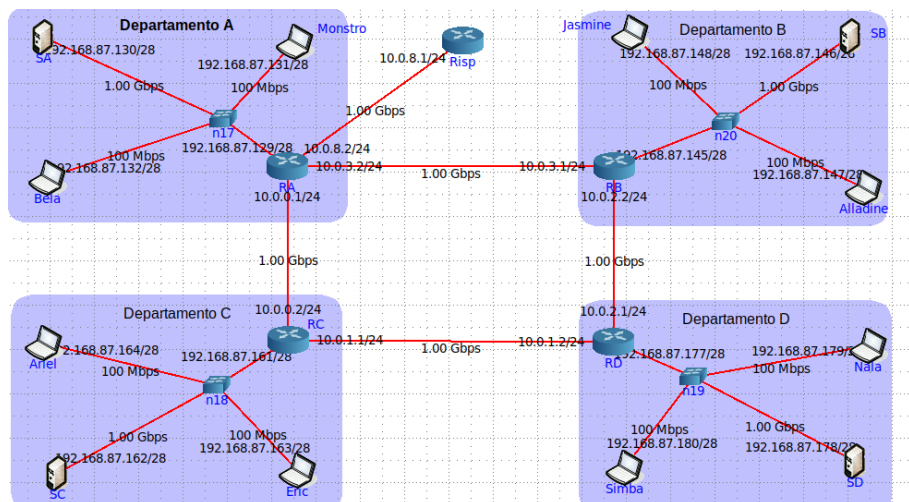 Departamento A
Monstro
SA
192.168.87.130/28
192.168.87.131/28
1.00 Gbps
100 Mbps
n17
192.168.87.129/28
100 Mbps
192.168.87.132/28
Bela
RA
10.0.8.2/24
10.0.3.2/24
10.0.0.1/24
10.0.8.1/24
Risp
1.00 Gbps
1.00 Gbps
Jasmine
Departamento B
SB
192.168.87.148/28
192.168.87.146/28
100 Mbps
1.00 Gbps
n20
192.168.87.145/28
100 Mbps
192.168.87.147/28
Alladine
10.0.3.1/24
RB
10.0.2.2/24
1.00 Gbps
1.00 Gbps
Departamento C
10.0.0.2/24
RC
10.0.1.1/24
Ariel
192.168.87.164/28
192.168.87.161/28
100 Mbps
n18
1.00 Gbps
100 Mbps
192.168.87.162/28
192.168.87.163/28
SC
Eric
1.00 Gbps
Departamento D
10.0.2.1/24
10.0.1.2/24
RD
192.168.87.177/28
192.168.87.179/28
100 Mbps
Nala
n19
100 Mbps
1.00 Gbps
192.168.87.180/28
192.168.87.178/28
Simba
SD